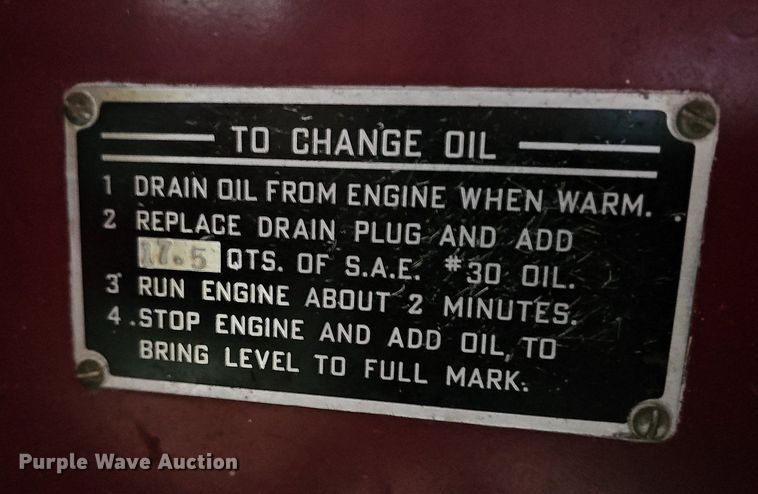 TO CHANGE OIL
1 DRAIN OIL FROM ENGINE WHEN WARM.
2 REPLACE DRAIN PLUG AND ADD
17.5 QTS. OF S.A.E. #30 OIL.
3 RUN ENGINE ABOUT 2 MINUTES.
4. STOP ENGINE AND ADD OIL, TO
BRING LEVEL TO FULL MARK.
Purple Wave Auction